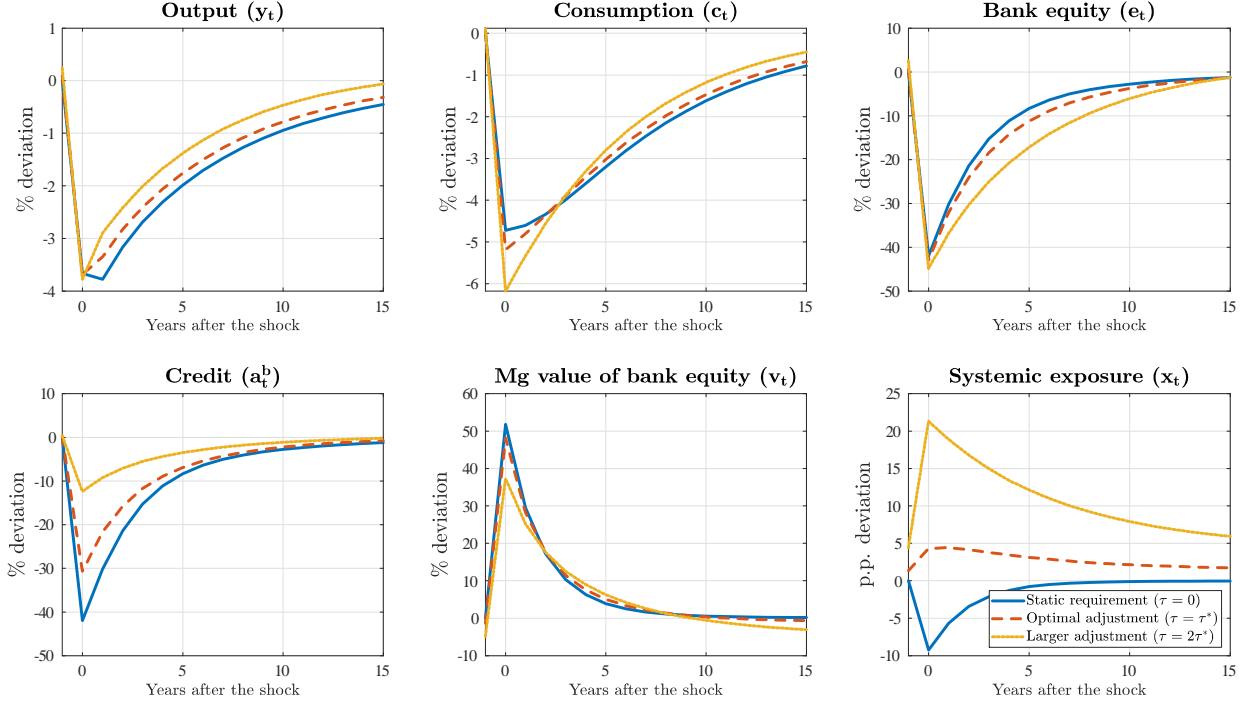 Output (yₜ)
1
0
-1
-2
-3
-4
% deviation
0 5 10 15
Years after the shock
Consumption (cₜ)
0
-1
-2
-3
-4
-5
-6
% deviation
0 5 10 15
Years after the shock
Bank equity (eₜ)
10
0
-10
-20
-30
-40
-50
% deviation
0 5 10 15
Years after the shock
Credit (aₜᵇ)
10
0
-10
-20
-30
-40
-50
% deviation
0 5 10 15
Years after the shock
Mg value of bank equity (vₜ)
60
50
40
30
20
10
0
-10
% deviation
0 5 10 15
Years after the shock
Systemic exposure (xₜ)
25
20
15
10
5
0
-5
-10
p.p. deviation
Static requirement (τ = 0)
Optimal adjustment (τ = τ*)
Larger adjustment (τ = 2τ*)
0 5 10 15
Years after the shock